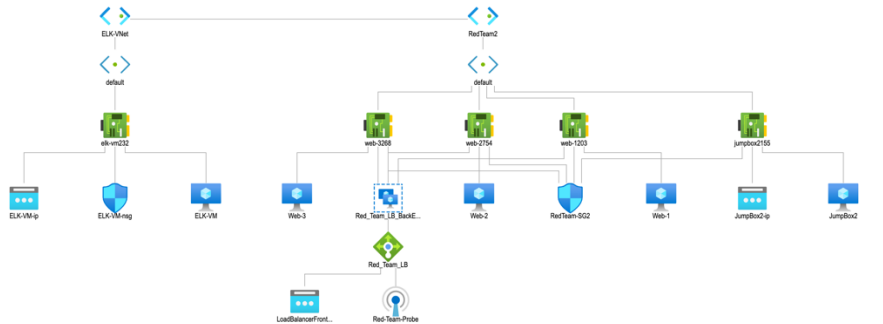 ELK-VNet
RedTeam2
default
default
elk-vm232
web-3268
web-2754
web-1203
jumpbox2155
ELK-VM-ip
ELK-VM-nsg
ELK-VM
Web-3
Red_Team_LB_BackE...
Web-2
RedTeam-SG2
Web-1
JumpBox2-ip
JumpBox2
Red_Team_LB
LoadBalancerFront...
Red-Team-Probe